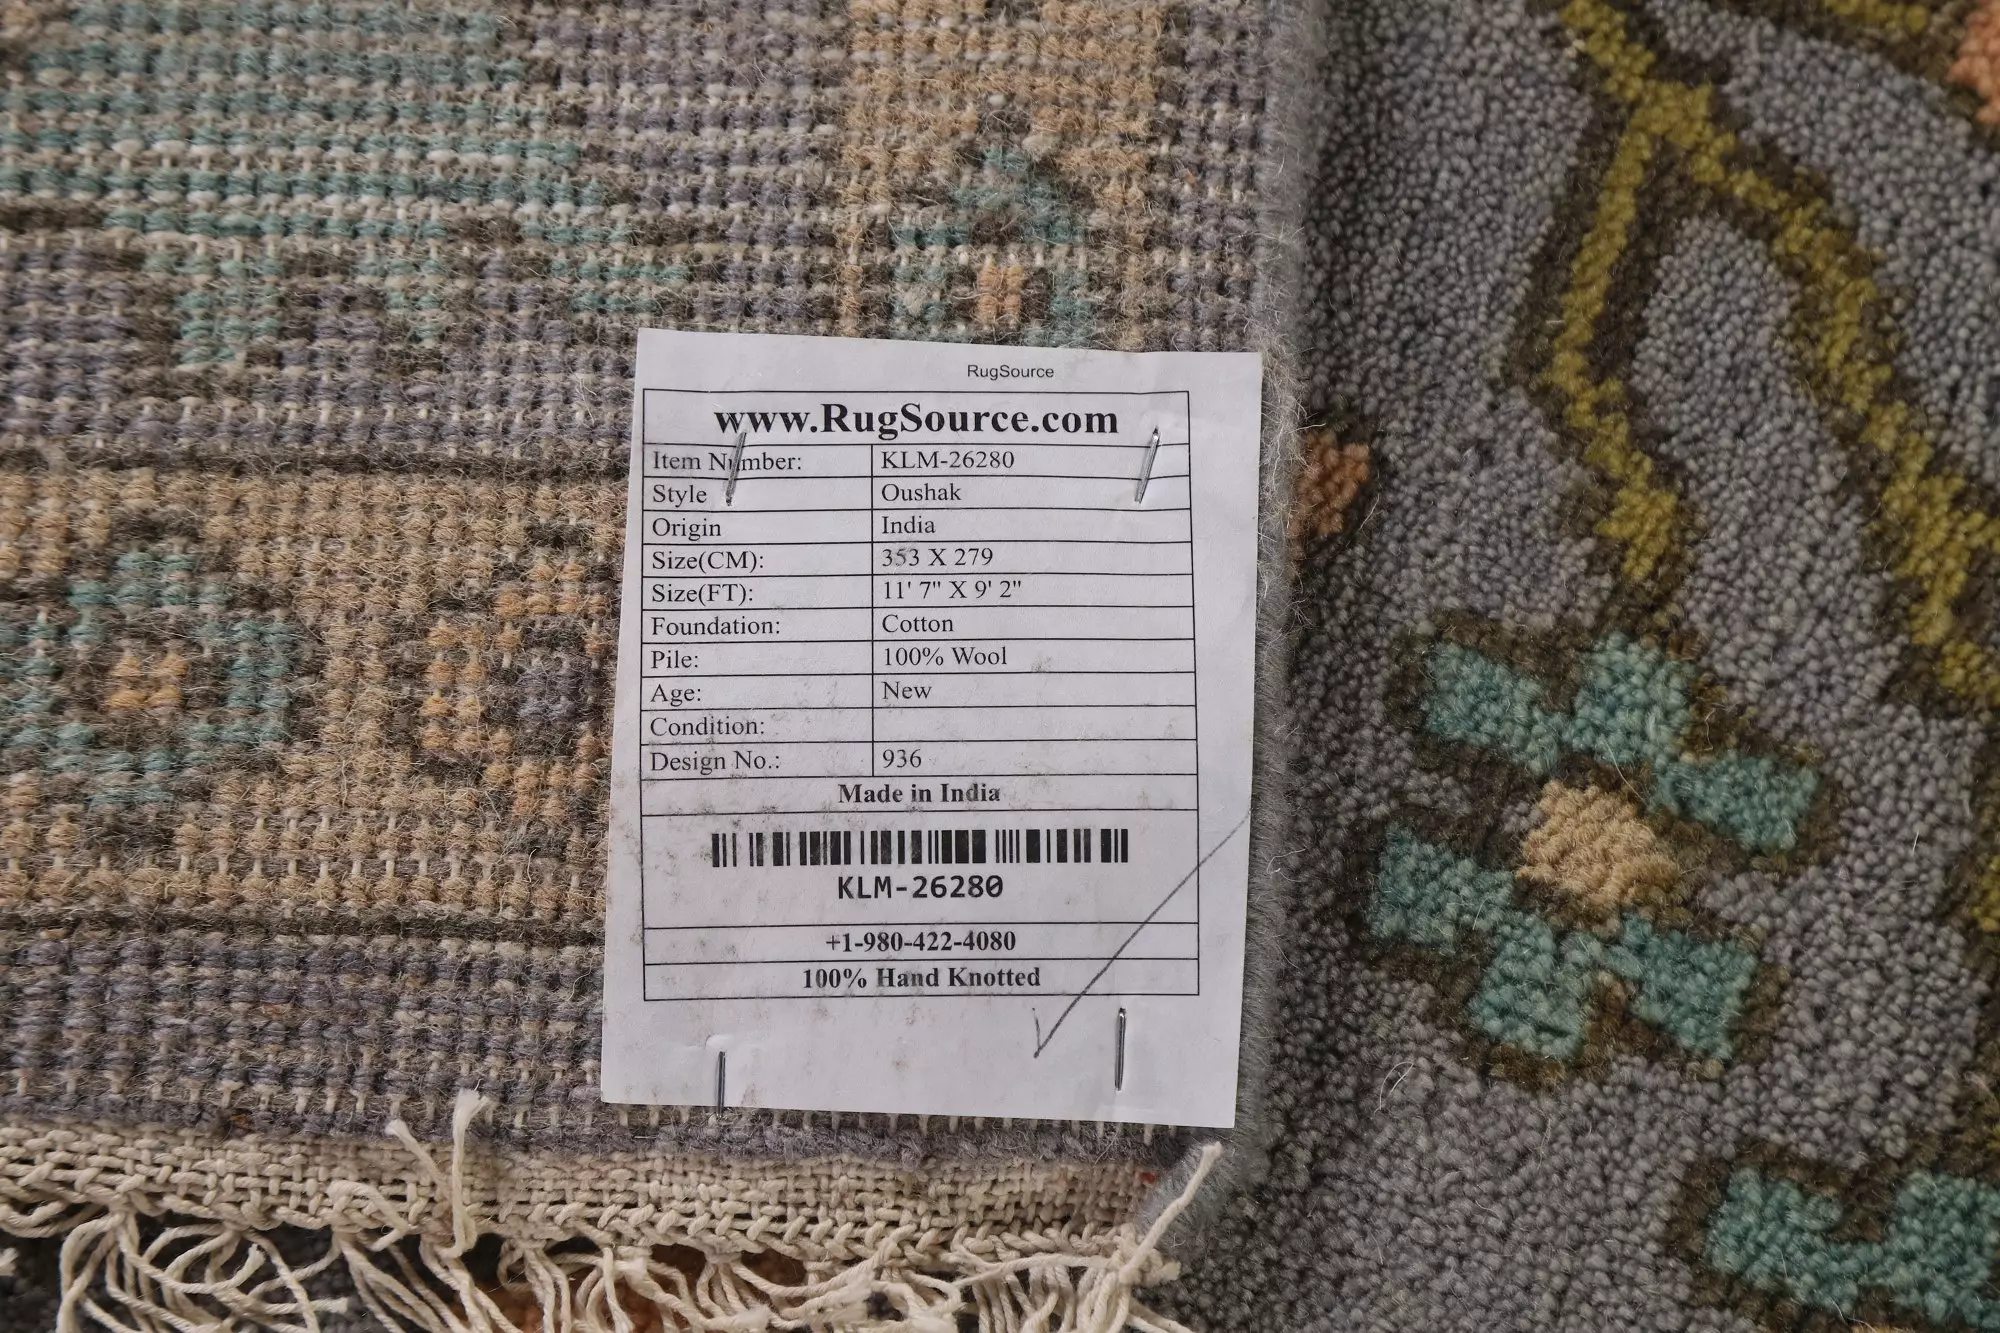 RugSource
www.RugSource.com
Item Number: KLM-26280
Style Oushak
Origin India
Size(CM): 353 X 279
Size(FT): 11' 7" X 9' 2"
Foundation: Cotton
Pile: 100% Wool
Age: New
Condition:
Design No.: 936
Made in India
KLM-26280
+1-980-422-4080
100% Hand Knotted